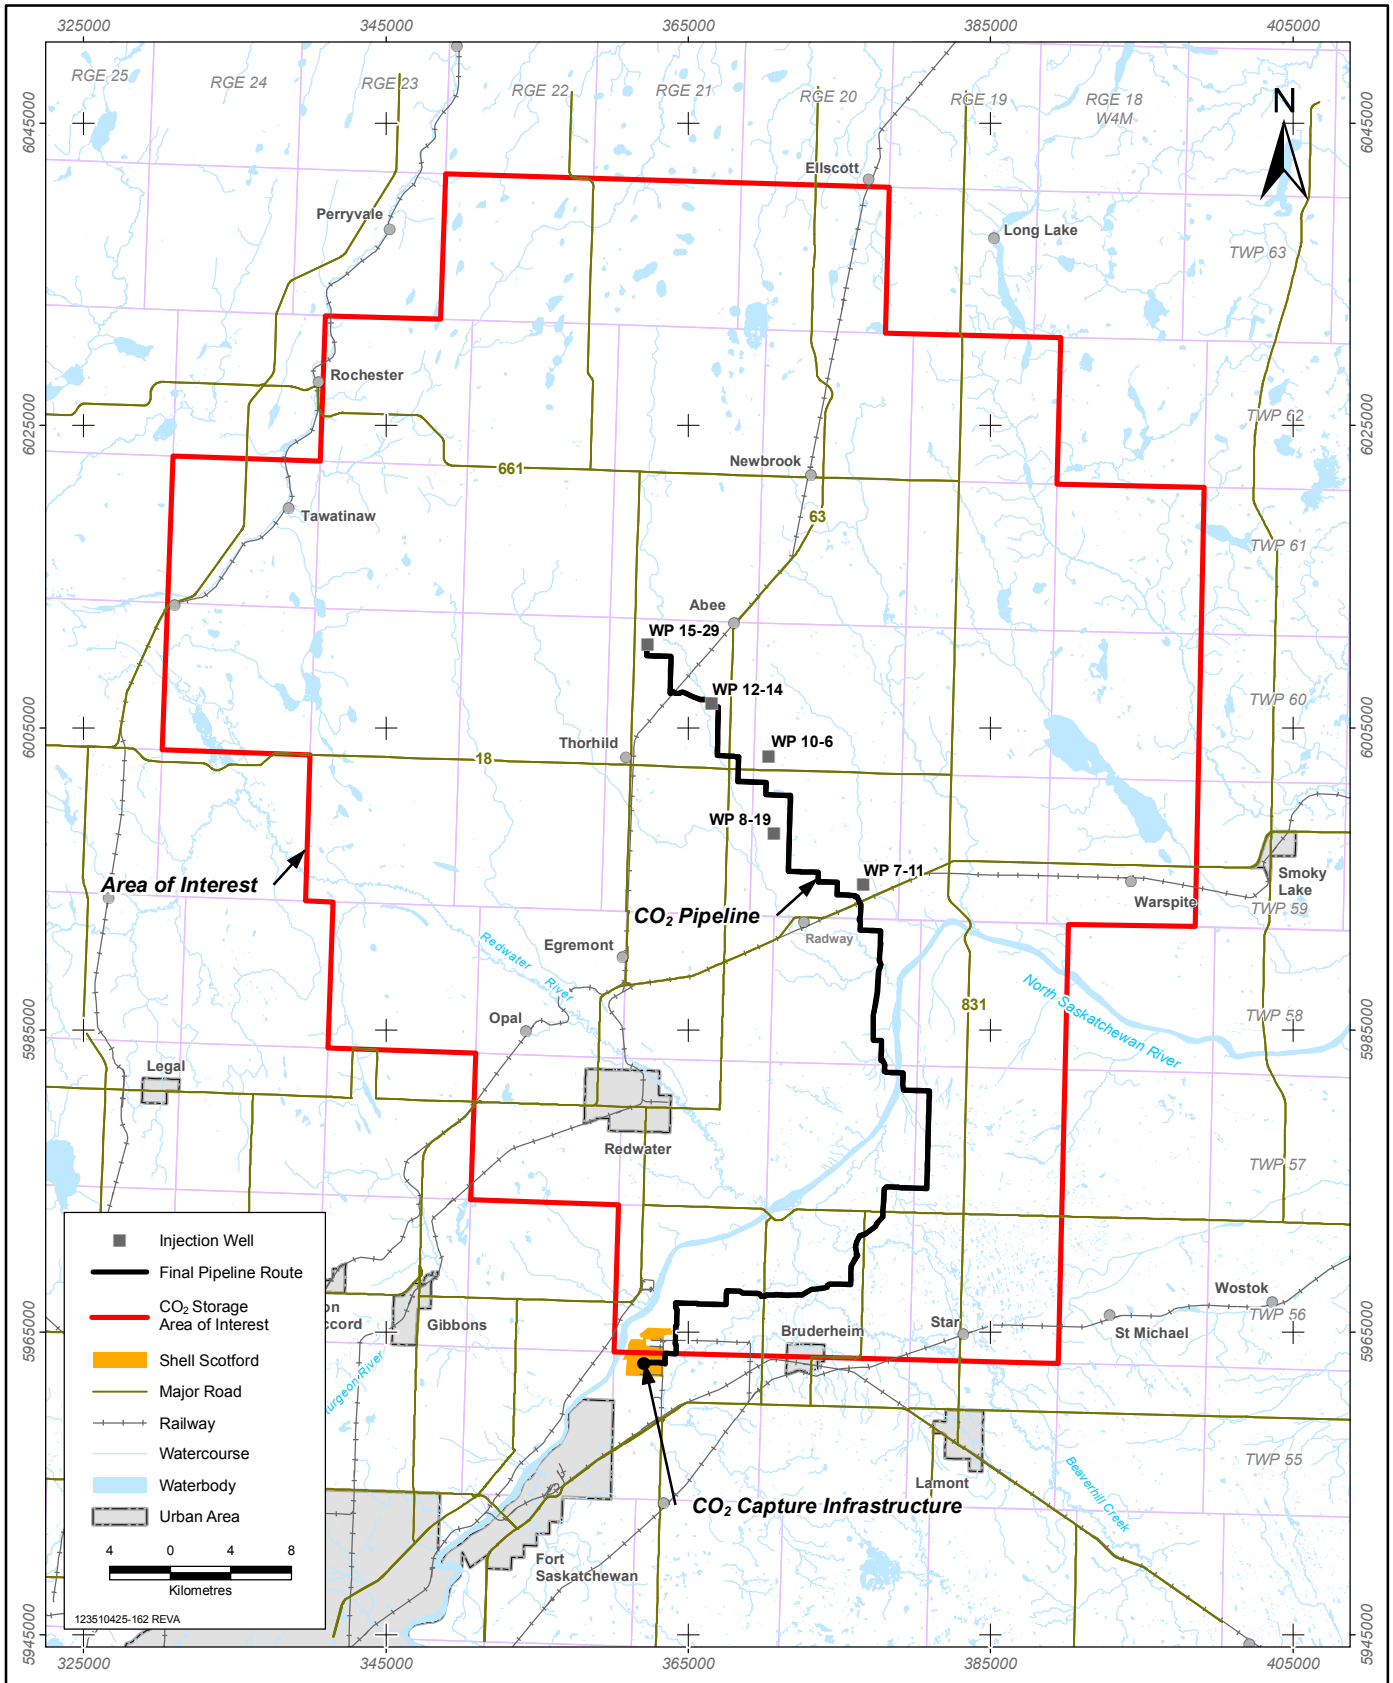 325000
345000
365000
385000
405000
RGE 25
RGE 24
RGE 23
RGE 22
RGE 21
RGE 20
RGE 19
RGE 18
W4M
N
6045000
6045000
Ellscott
Perryvale
Long Lake
TWP 63
Rochester
TWP 62
6025000
6025000
Newbrook
661
Tawatinaw
63
TWP 61
Abee
WP 15-29
WP 12-14
TWP 60
6005000
6005000
Thorhild
WP 10-6
18
WP 8-19
Area of Interest
WP 7-11
Smoky
Lake
Warspite
TWP 59
CO2 Pipeline
Radway
Egremont
Redwater
River
North Saskatchewan River
831
Opal
TWP 58
5985000
5985000
Legal
Redwater
TWP 57
Injection Well
Final Pipeline Route
CO2 Storage
Area of Interest
Shell Scotford
Major Road
Railway
Watercourse
Waterbody
Urban Area
4 0 4 8
Kilometres
123510425-162 REVA
on
ccord
Gibbons
turgeon River
Wostok
TWP 56
Star
St Michael
Bruderheim
5965000
5965000
Lamont
TWP 55
Beaverhill Creek
CO2 Capture Infrastructure
Fort
Saskatchewan
5945000
5945000
325000
345000
365000
385000
405000